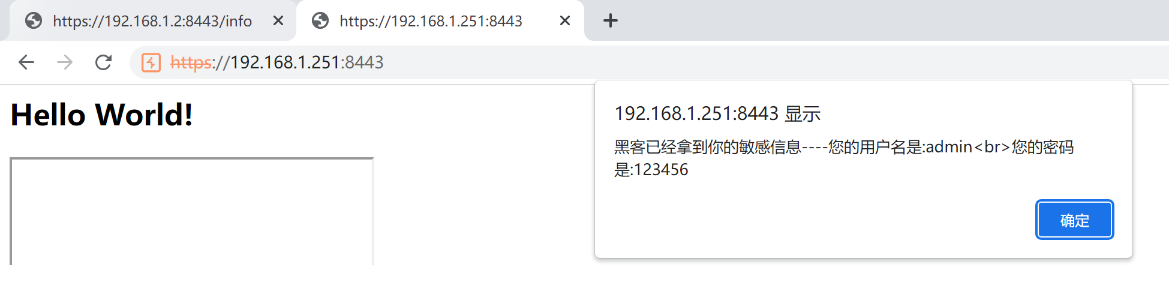 https://192.168.1.2:8443/info
https://192.168.1.251:8443
https://192.168.1.251:8443
Hello World!
192.168.1.251:8443 显示
黑客已经拿到你的敏感信息----您的用户名是:admin<br>您的密码
是:123456
确定